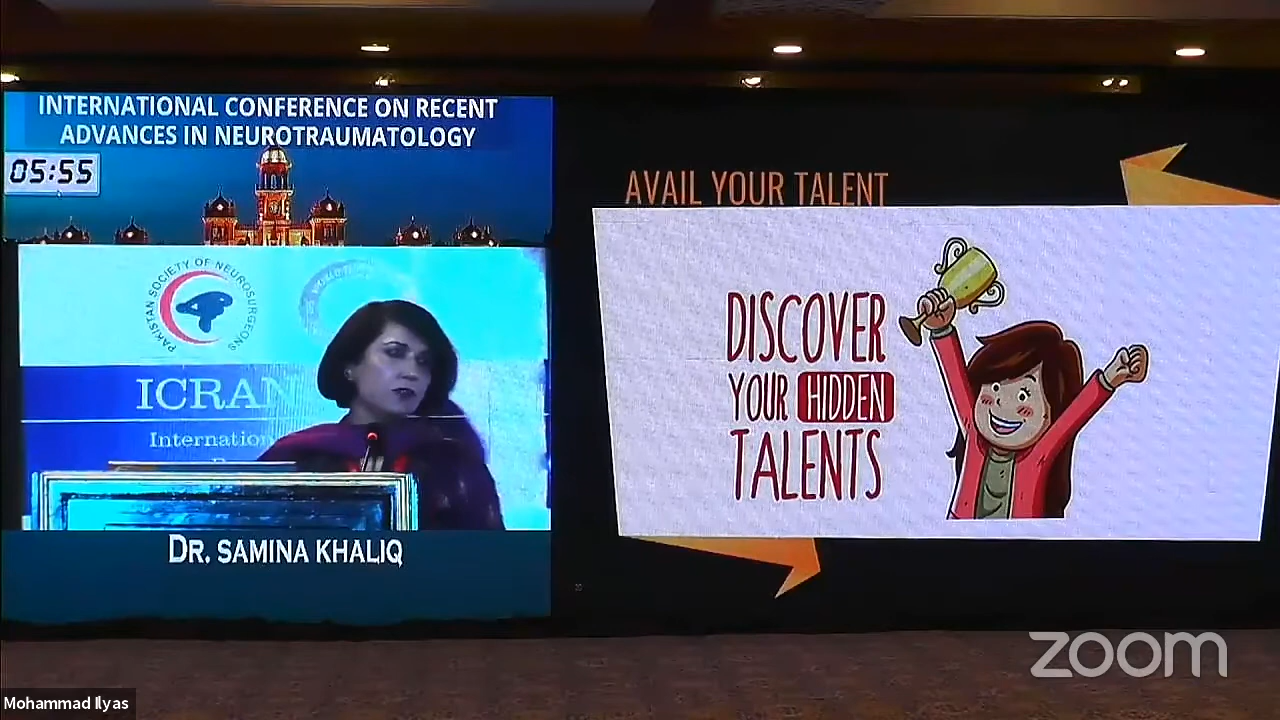 INTERNATIONAL CONFERENCE ON RECENT
ADVANCES IN NEUROTRAUMATOLOGY
05:55
PAKISTAN SOCIETY OF NEUROSURGEONS
ICRAN
Internation
DR. SAMINA KHALIQ
AVAIL YOUR TALENT
DISCOVER
YOUR HIDDEN
TALENTS
zoom
Mohammad Ilyas